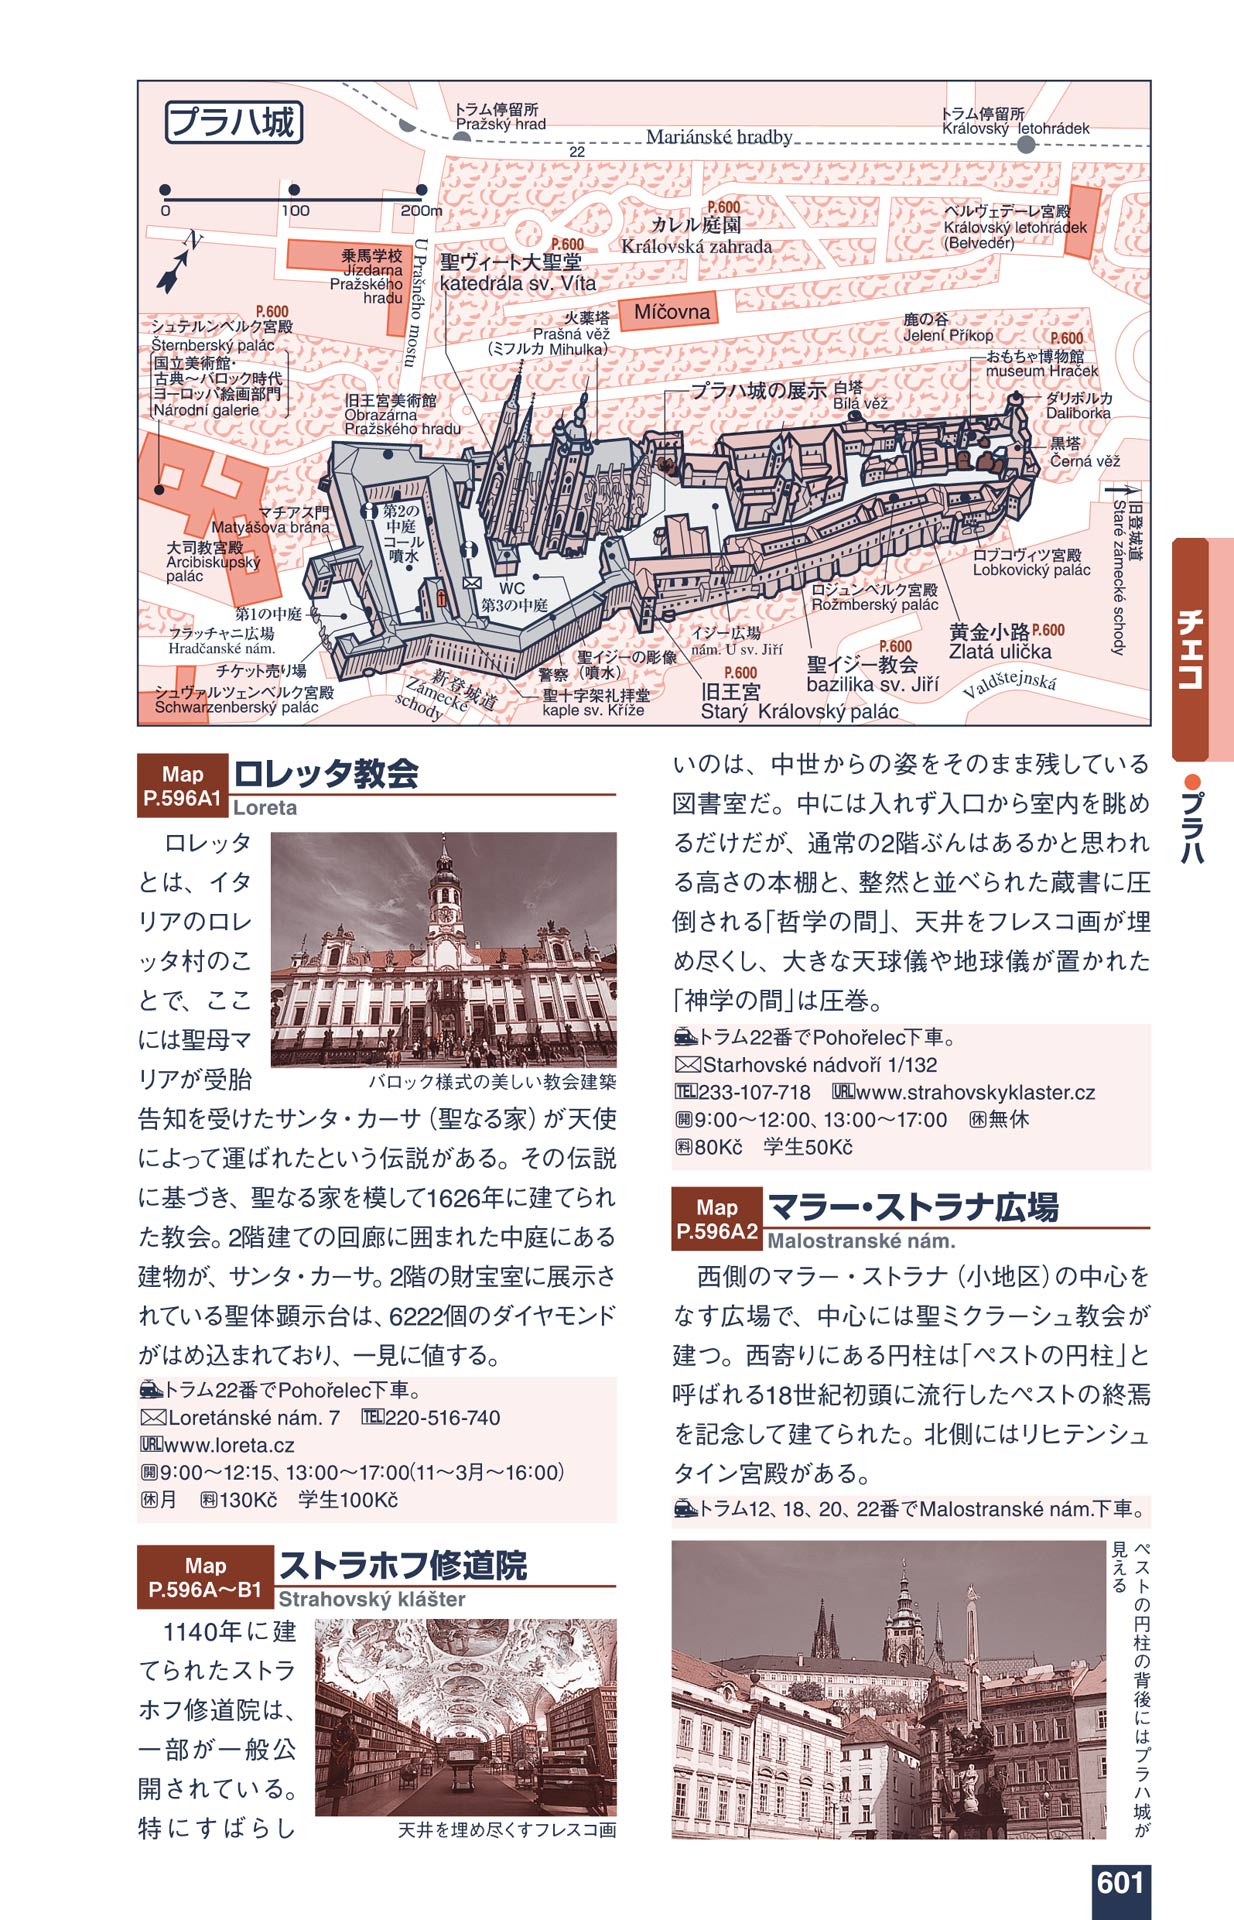 プラハ城
トラム停留所
Pražský hrad
Mariánské hradby
22
トラム停留所
Královský letohrádek
0 100 200m
N
乗馬学校
Jízdarna
Pražského
hradu
U Prašného mostu
P.600
聖ヴィート大聖堂
katedrála sv. Víta
P.600
カレル庭園
Královská zahrada
ベルヴェデーレ宮殿
Královský letohrádek
(Belvedér)
P.600
シュテルンベルク宮殿
Šternberský palác
国立美術館・
古典〜バロック時代
ヨーロッパ絵画部門
Národní galerie
火薬塔
Prašná věž
(ミフルカ Mihulka)
Míčovna
鹿の谷
Jelení Příkop
P.600
おもちゃ博物館
museum Hraček
旧王宮美術館
Obrazárna
Pražského hradu
プラハ城の展示
白塔
Bílá věž
ダリボルカ
Daliborka
黒塔
Černá věž
旧登城道
Staré zámecké schody
マチアス門
Matyášova brána
第2の
中庭
コール
噴水
大司教宮殿
Arcibiskupský
palác
WC
第3の中庭
第1の中庭
フラッチャニ広場
Hradčanské nám.
チケット売り場
シュヴァルツェンベルク宮殿
Schwarzenberský palác
新登城道
Zámecké
schody
警察
聖イジーの彫像
(噴水)
聖十字架礼拝堂
kaple sv. Kříže
イジー広場
nám. U sv. Jiří
P.600
旧王宮
Starý Královský palác
ロジュンベルク宮殿
Rožmberský palác
P.600
聖イジー教会
bazilika sv. Jiří
ロプコヴィツ宮殿
Lobkovický palác
黄金小路 P.600
Zlatá ulička
Valdštejnská
チェコ
●プラハ
Map
P.596A1
ロレッタ教会
Loreta
ロレッタ
とは、イタ
リアのロレ
ッタ村のこ
とで、ここ
には聖母マ
リアが受胎
バロック様式の美しい教会建築
告知を受けたサンタ・カーサ（聖なる家）が天使
によって運ばれたという伝説がある。その伝説
に基づき、聖なる家を模して1626年に建てられ
た教会。2階建ての回廊に囲まれた中庭にある
建物が、サンタ・カーサ。2階の財宝室に展示さ
れている聖体顕示台は、6222個のダイヤモンド
がはめ込まれており、一見に値する。
トラム22番でPohořelec下車。
Loretánské nám. 7 TEL220-516-740
URLwww.loreta.cz
開9:00〜12:15、13:00〜17:00(11〜3月〜16:00)
休月 料130Kč 学生100Kč
Map
P.596A〜B1
ストラホフ修道院
Strahovský klášter
1140年に建
てられたストラ
ホフ修道院は、
一部が一般公
開されている。
特にすばらし
天井を埋め尽くすフレスコ画
いのは、中世からの姿をそのまま残している
図書室だ。中には入れず入口から室内を眺め
るだけだが、通常の2階ぶんはあるかと思われ
る高さの本棚と、整然と並べられた蔵書に圧
倒される「哲学の間」、天井をフレスコ画が埋
め尽くし、大きな天球儀や地球儀が置かれた
「神学の間」は圧巻。
トラム22番でPohořelec下車。
Starhovské nádvoří 1/132
TEL233-107-718 URLwww.strahovskyklaster.cz
開9:00〜12:00、13:00〜17:00 休無休
料80Kč 学生50Kč
Map
P.596A2
マラー・ストラナ広場
Malostranské nám.
西側のマラー・ストラナ（小地区）の中心を
なす広場で、中心には聖ミクラーシュ教会が
建つ。西寄りにある円柱は「ペストの円柱」と
呼ばれる18世紀初頭に流行したペストの終焉
を記念して建てられた。北側にはリヒテンシュ
タイン宮殿がある。
トラム12、18、20、22番でMalostranské nám.下車。
ペストの円柱の背後にはプラハ城が
見える
601